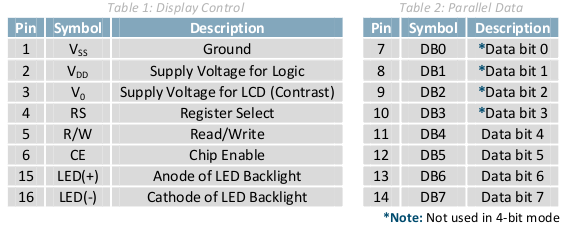 Table 1: Display Control
Pin Symbol Description
1 VSS Ground
2 VDD Supply Voltage for Logic
3 V0 Supply Voltage for LCD (Contrast)
4 RS Register Select
5 R/W Read/Write
6 CE Chip Enable
15 LED(+) Anode of LED Backlight
16 LED(-) Cathode of LED Backlight
Table 2: Parallel Data
Pin Symbol Description
7 DB0 *Data bit 0
8 DB1 *Data bit 1
9 DB2 *Data bit 2
10 DB3 *Data bit 3
11 DB4 Data bit 4
12 DB5 Data bit 5
13 DB6 Data bit 6
14 DB7 Data bit 7
*Note: Not used in 4-bit mode